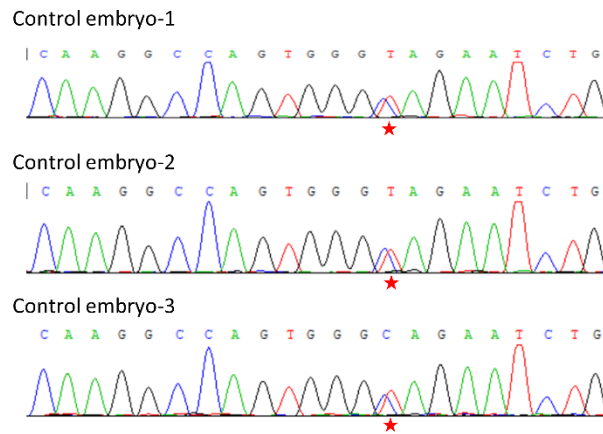 Control embryo-1
C A A G G C C A G T G G G T A G A A T C T G
Control embryo-2
C A A G G C C A G T G G G T A G A A T C T G
Control embryo-3
C A A G G C C A G T G G G C A G A A T C T G